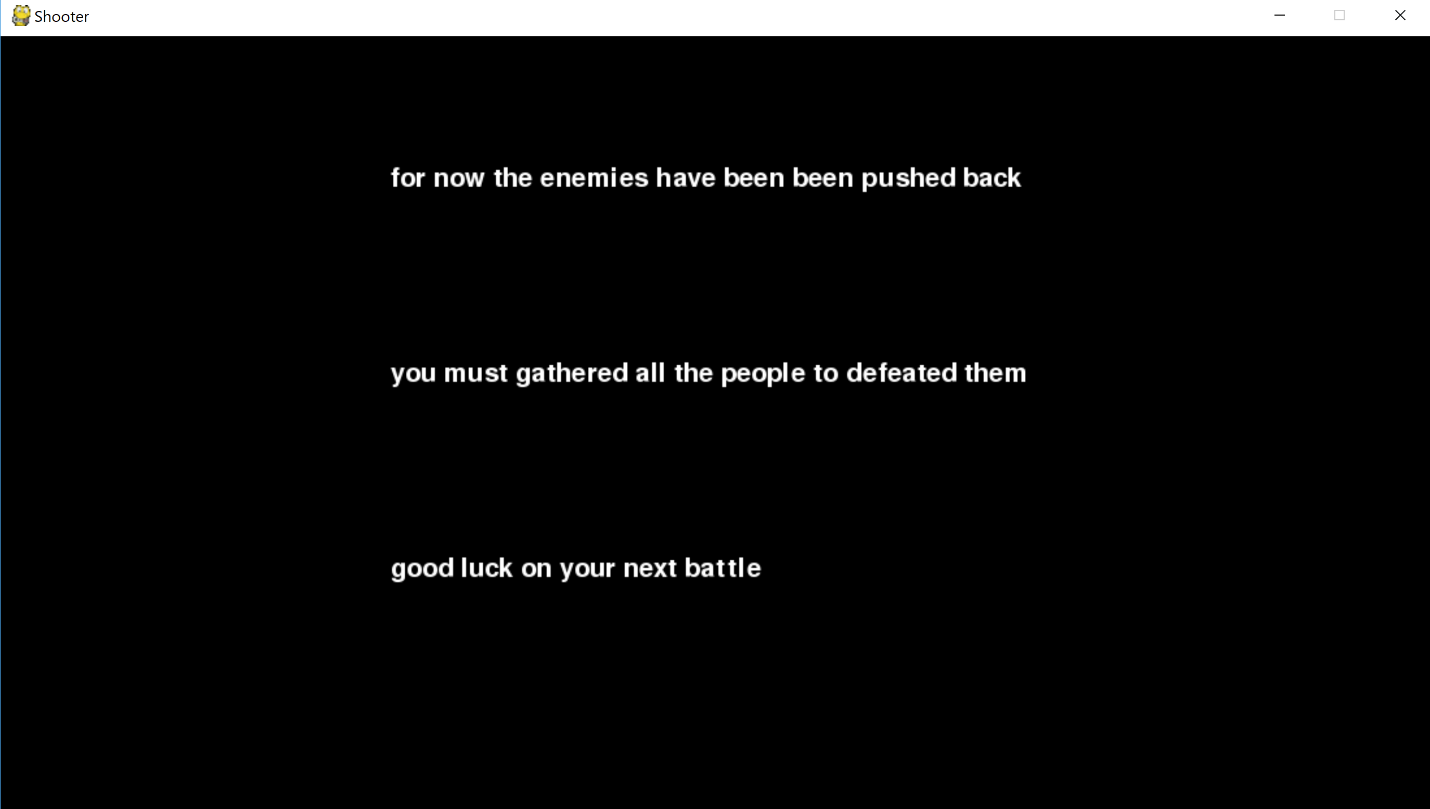 Shooter
for now the enemies have been been pushed back
you must gathered all the people to defeated them
good luck on your next battle